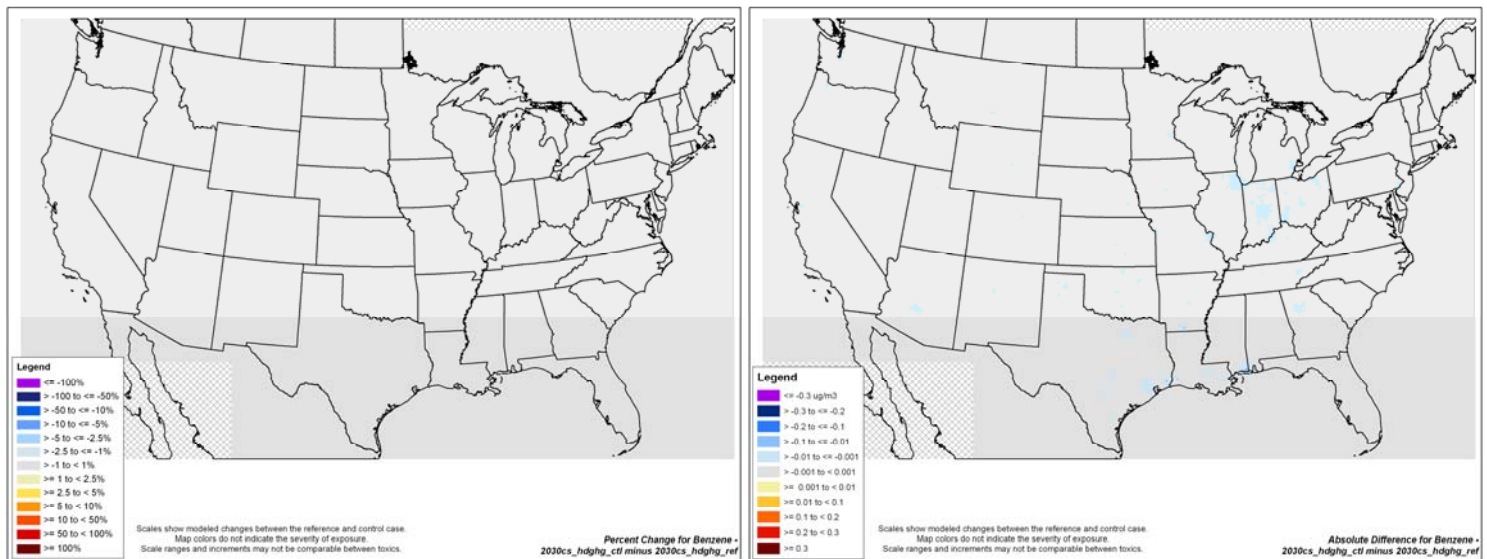 Legend
<= -100%
> -100 to <= -50%
> -50 to <= -10%
> -10 to <= -5%
> -5 to <= -2.5%
> -2.5 to <= -1%
> -1 to < 1%
>= 1 to < 2.5%
>= 2.5 to < 5%
>= 5 to < 10%
>= 10 to < 50%
>= 50 to < 100%
>= 100%
Scales show modeled changes between the reference and control case.
Map colors do not indicate the severity of exposure.
Scale ranges and increments may not be comparable between toxics.
Percent Change for Benzene -
2030cs_hdghg_ctl minus 2030cs_hdghg_ref
Legend
<= -0.3 ug/m3
> -0.3 to <= -0.2
> -0.2 to <= -0.1
> -0.1 to <= -0.01
> -0.01 to <= -0.001
> -0.001 to < 0.001
>= 0.001 to < 0.01
>= 0.01 to < 0.1
>= 0.1 to < 0.2
>= 0.2 to < 0.3
>= 0.3
Scales show modeled changes between the reference and control case.
Map colors do not indicate the severity of exposure.
Scale ranges and increments may not be comparable between toxics.
Absolute Difference for Benzene -
2030cs_hdghg_ctl minus 2030cs_hdghg_ref